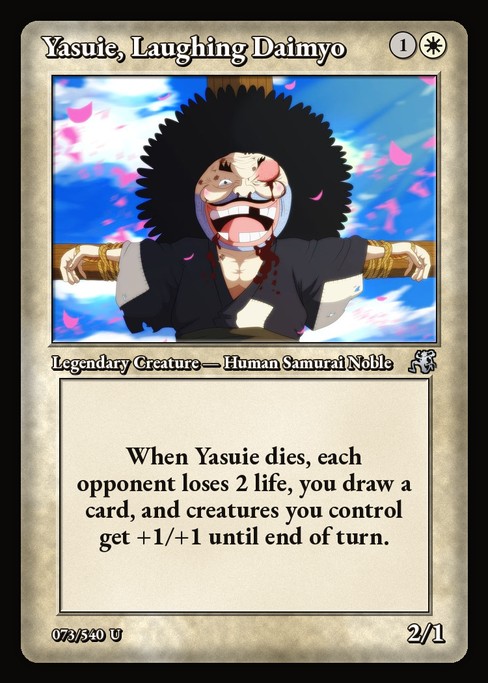 Yasuie, Laughing Daimyo 1
Legendary Creature — Human Samurai Noble
When Yasuie dies, each
opponent loses 2 life, you draw a
card, and creatures you control
get +1/+1 until end of turn.
073/540 U 2/1